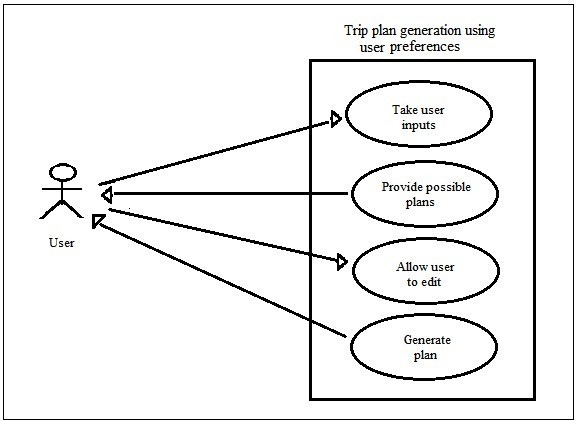 Trip plan generation using
user preferences
Take user
inputs
Provide possible
plans
User
Allow user
to edit
Generate
plan